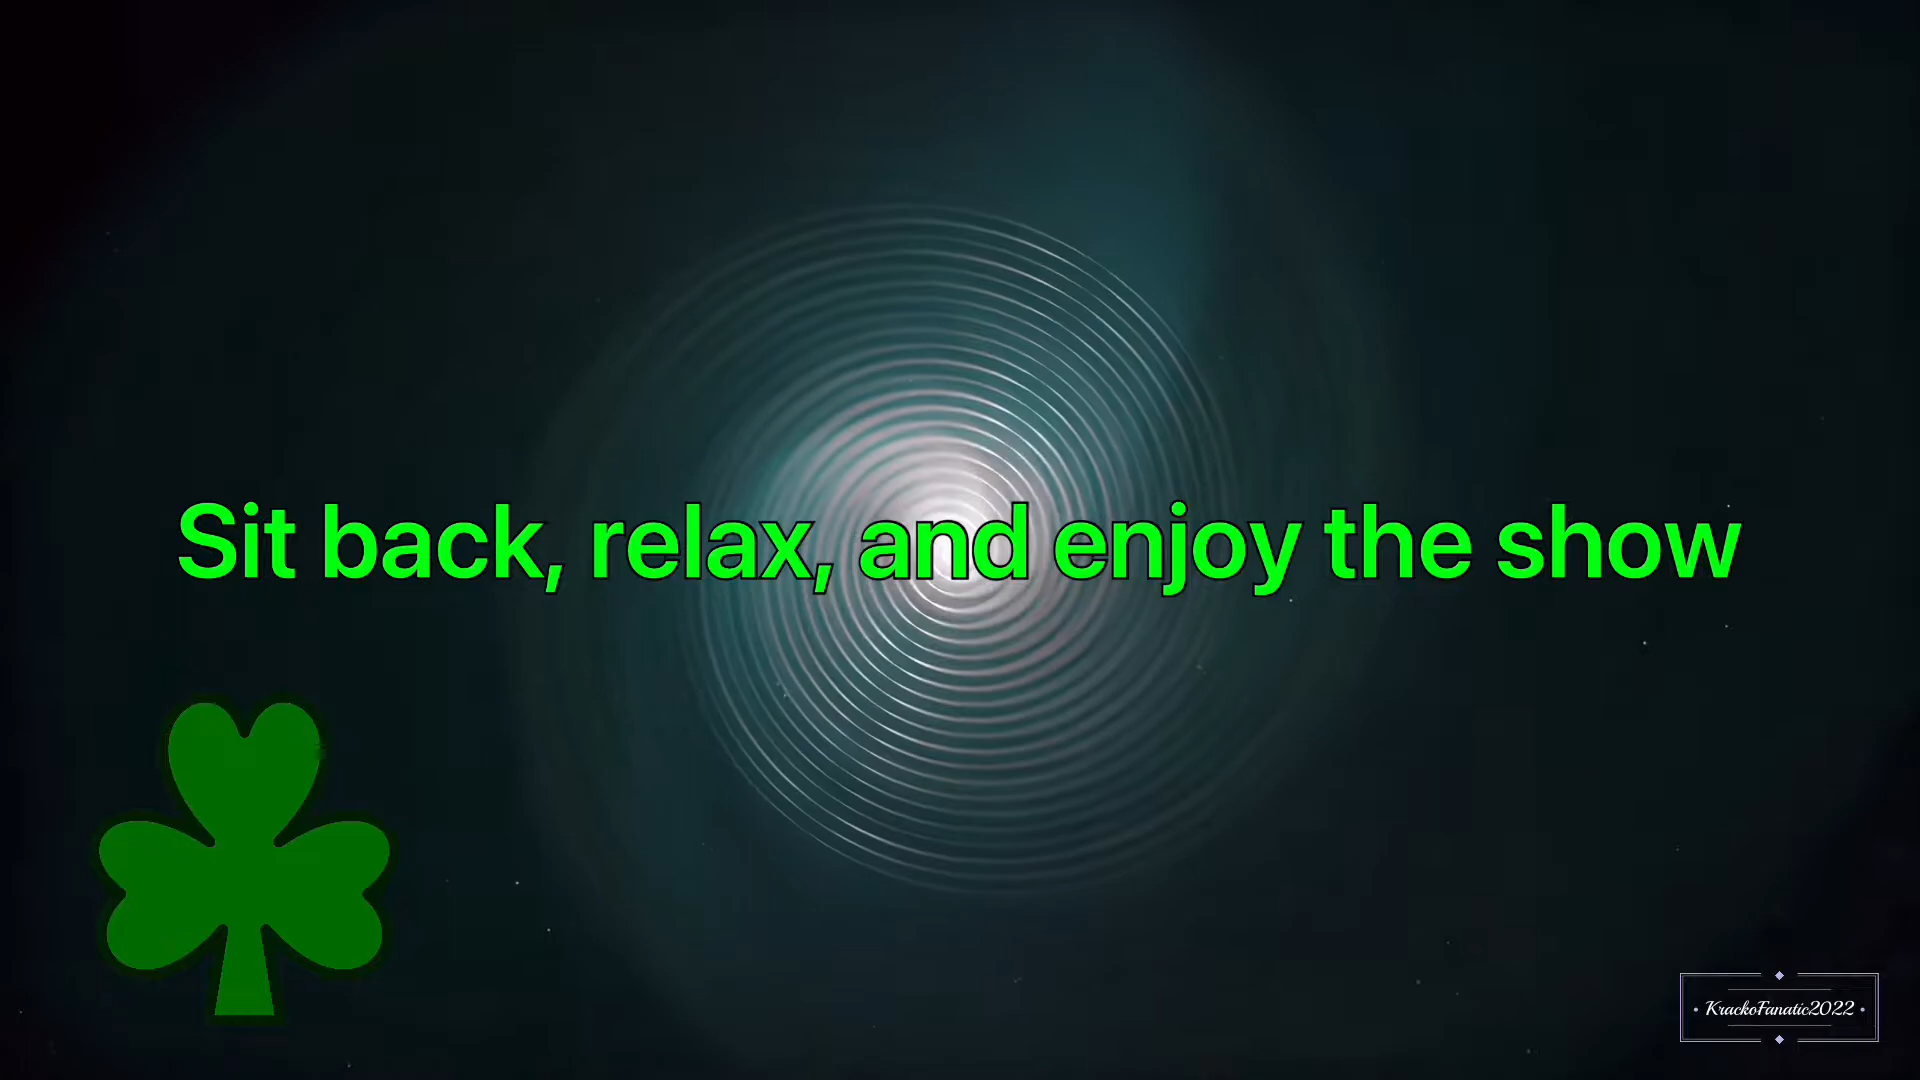 Sit back, relax, and enjoy the show
KrackoFanatic2022